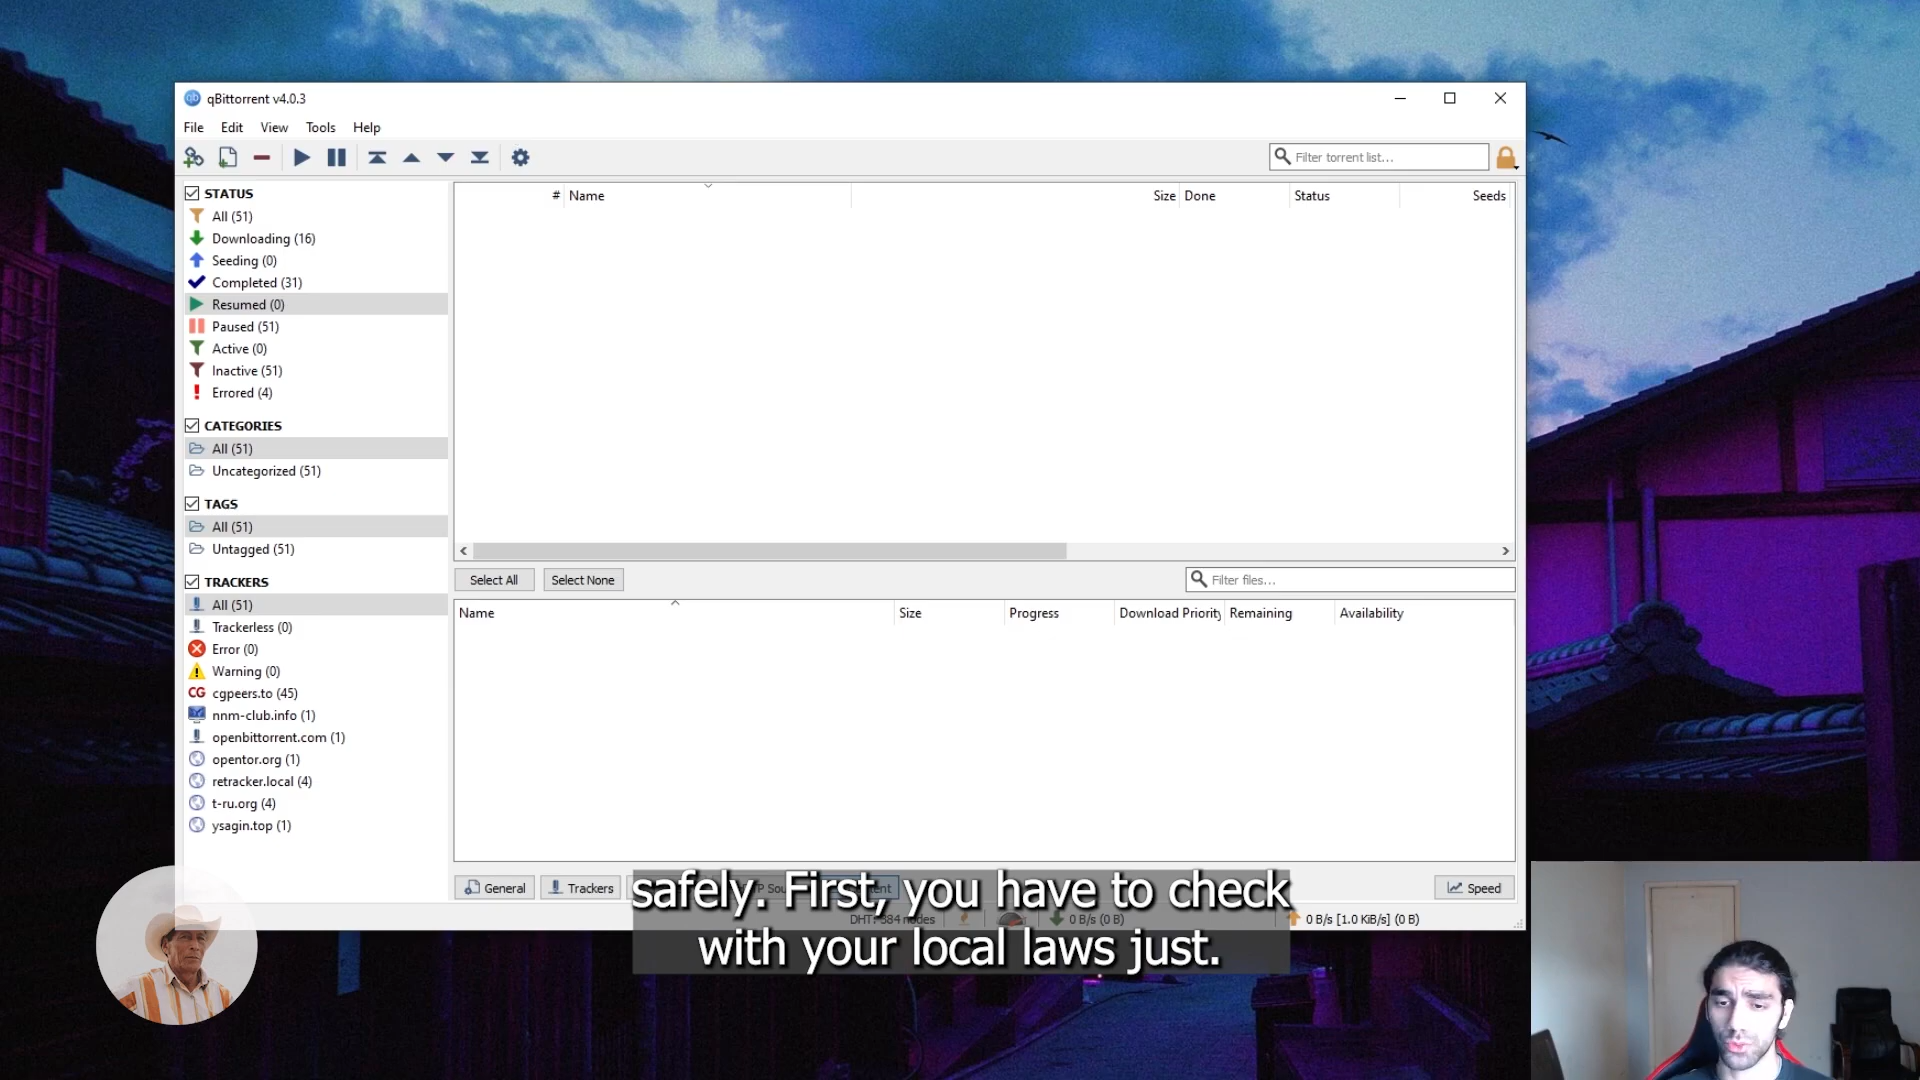 qBittorrent v4.0.3
File Edit View Tools Help
Filter torrent list...
STATUS
All (51)
Downloading (16)
Seeding (0)
Completed (31)
Resumed (0)
Paused (51)
Active (0)
Inactive (51)
Errored (4)
CATEGORIES
All (51)
Uncategorized (51)
TAGS
All (51)
Untagged (51)
TRACKERS
All (51)
Trackerless (0)
Error (0)
Warning (0)
CG cgpeers.to (45)
nnm-club.info (1)
openbittorrent.com (1)
opentor.org (1)
retracker.local (4)
t-ru.org (4)
ysagin.top (1)
# Name Size Done Status Seeds
Select All Select None Filter files...
Name Size Progress Download Priority Remaining Availability
General Trackers Speed
DHT: 384 nodes 0 B/s (0 B) 0 B/s [1.0 KiB/s] (0 B)
safely. First, you have to check
with your local laws just.